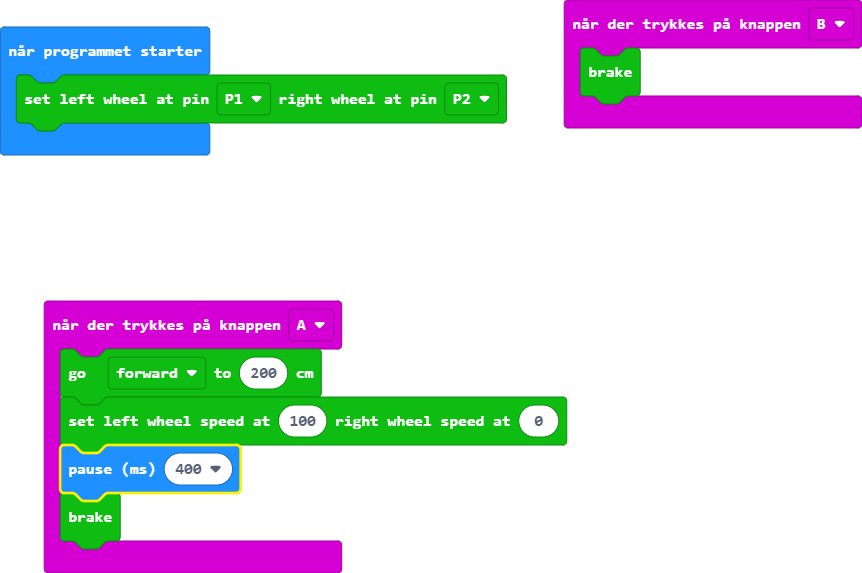 når programmet starter
set left wheel at pin P1 right wheel at pin P2
når der trykkes på knappen B
brake
når der trykkes på knappen A
go forward to 200 cm
set left wheel speed at 100 right wheel speed at 0
pause (ms) 400
brake